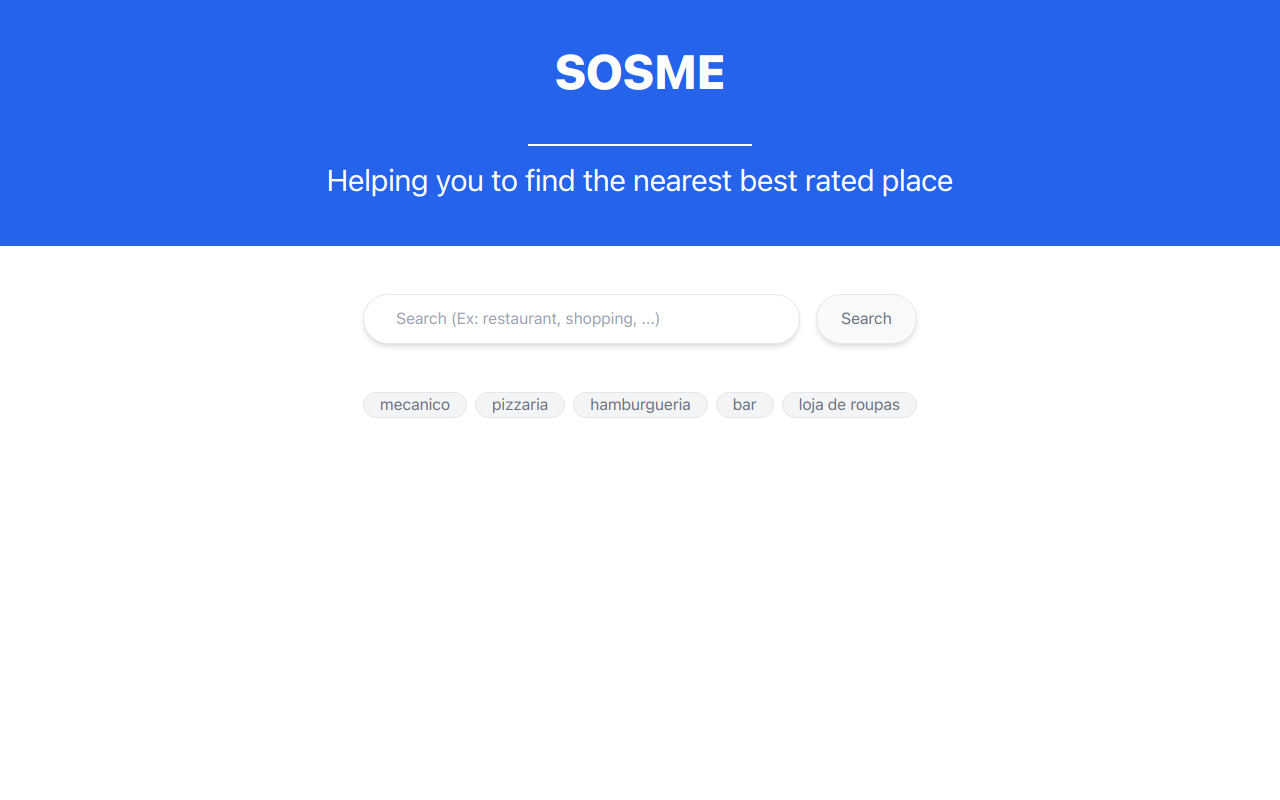 SOSME
Helping you to find the nearest best rated place
Search (Ex: restaurant, shopping, ...)
Search
mecanico
pizzaria
hamburgueria
bar
loja de roupas